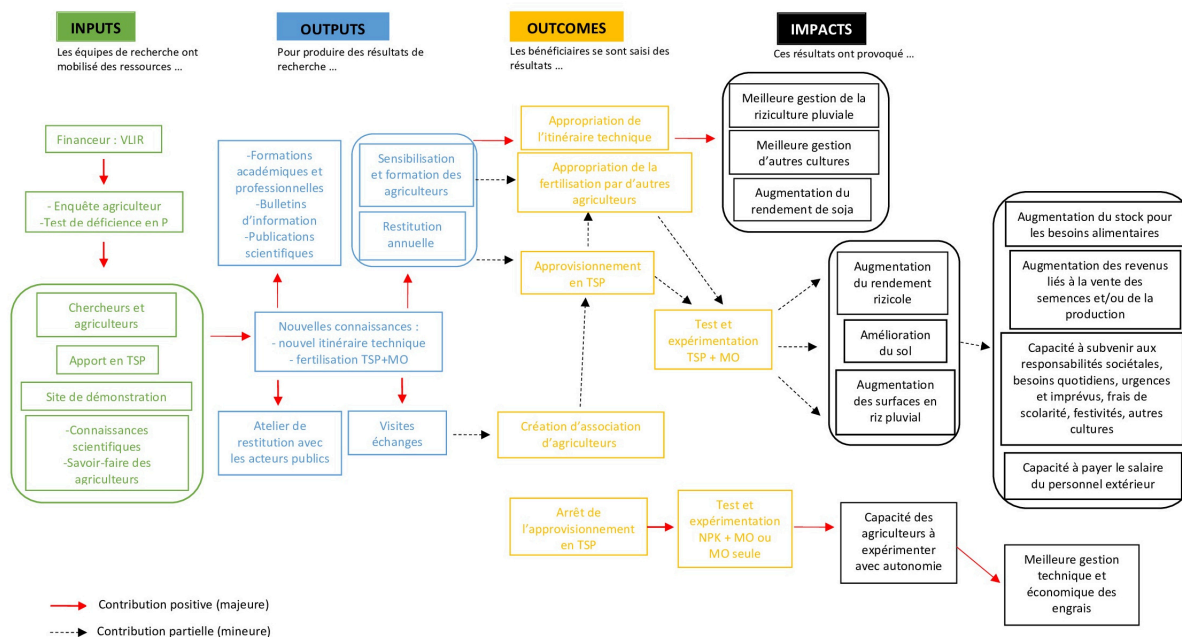 INPUTS
Les équipes de recherche ont
mobilisé des ressources ...
OUTPUTS
Pour produire des résultats de
recherche ...
OUTCOMES
Les bénéficiaires se sont saisi des
résultats ...
IMPACTS
Ces résultats ont provoqué ...
Financeur : VLIR
- Enquête agriculteur
-Test de déficience en P
Chercheurs et
agriculteurs
Apport en TSP
Site de démonstration
-Connaissances
scientifiques
-Savoir-faire des
agriculteurs
-Formations
académiques et
professionnelles
-Bulletins
d'information
-Publications
scientifiques
Sensibilisation
et formation des
agriculteurs
Restitution
annuelle
Nouvelles connaissances :
- nouvel itinéraire technique
- fertilisation TSP+MO
Atelier de
restitution avec
les acteurs publics
Visites
échanges
Appropriation de
l'itinéraire technique
Appropriation de la
fertilisation par d'autres
agriculteurs
Approvisionnement
en TSP
Test et
expérimentation
TSP + MO
Création d'association
d'agriculteurs
Arrêt de
l'approvisionnement
en TSP
Test et
expérimentation
NPK + MO ou
MO seule
Meilleure gestion de la
riziculture pluviale
Meilleure gestion
d'autres cultures
Augmentation du
rendement de soja
Augmentation
du rendement
rizicole
Amélioration
du sol
Augmentation
des surfaces en
riz pluvial
Augmentation du stock pour
les besoins alimentaires
Augmentation des revenus
liés à la vente des
semences et/ou de la
production
Capacité à subvenir aux
responsabilités sociétales,
besoins quotidiens, urgences
et imprévus, frais de
scolarité, festivités, autres
cultures
Capacité à payer le salaire
du personnel extérieur
Capacité des
agriculteurs à
expérimenter
avec autonomie
Meilleure gestion
technique et
économique des
engrais
Contribution positive (majeure)
Contribution partielle (mineure)